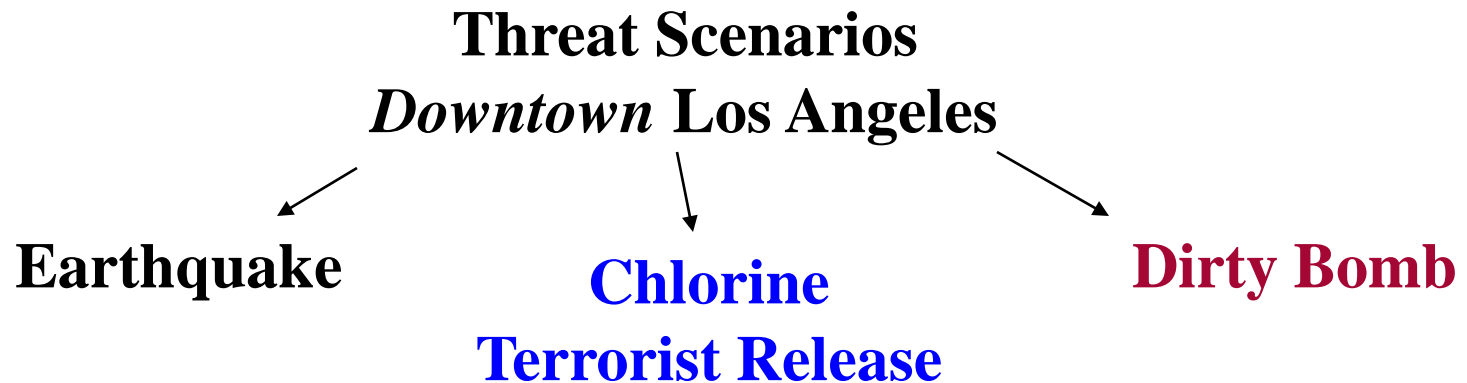 Threat Scenarios
Downtown Los Angeles
Earthquake
Chlorine
Terrorist Release
Dirty Bomb